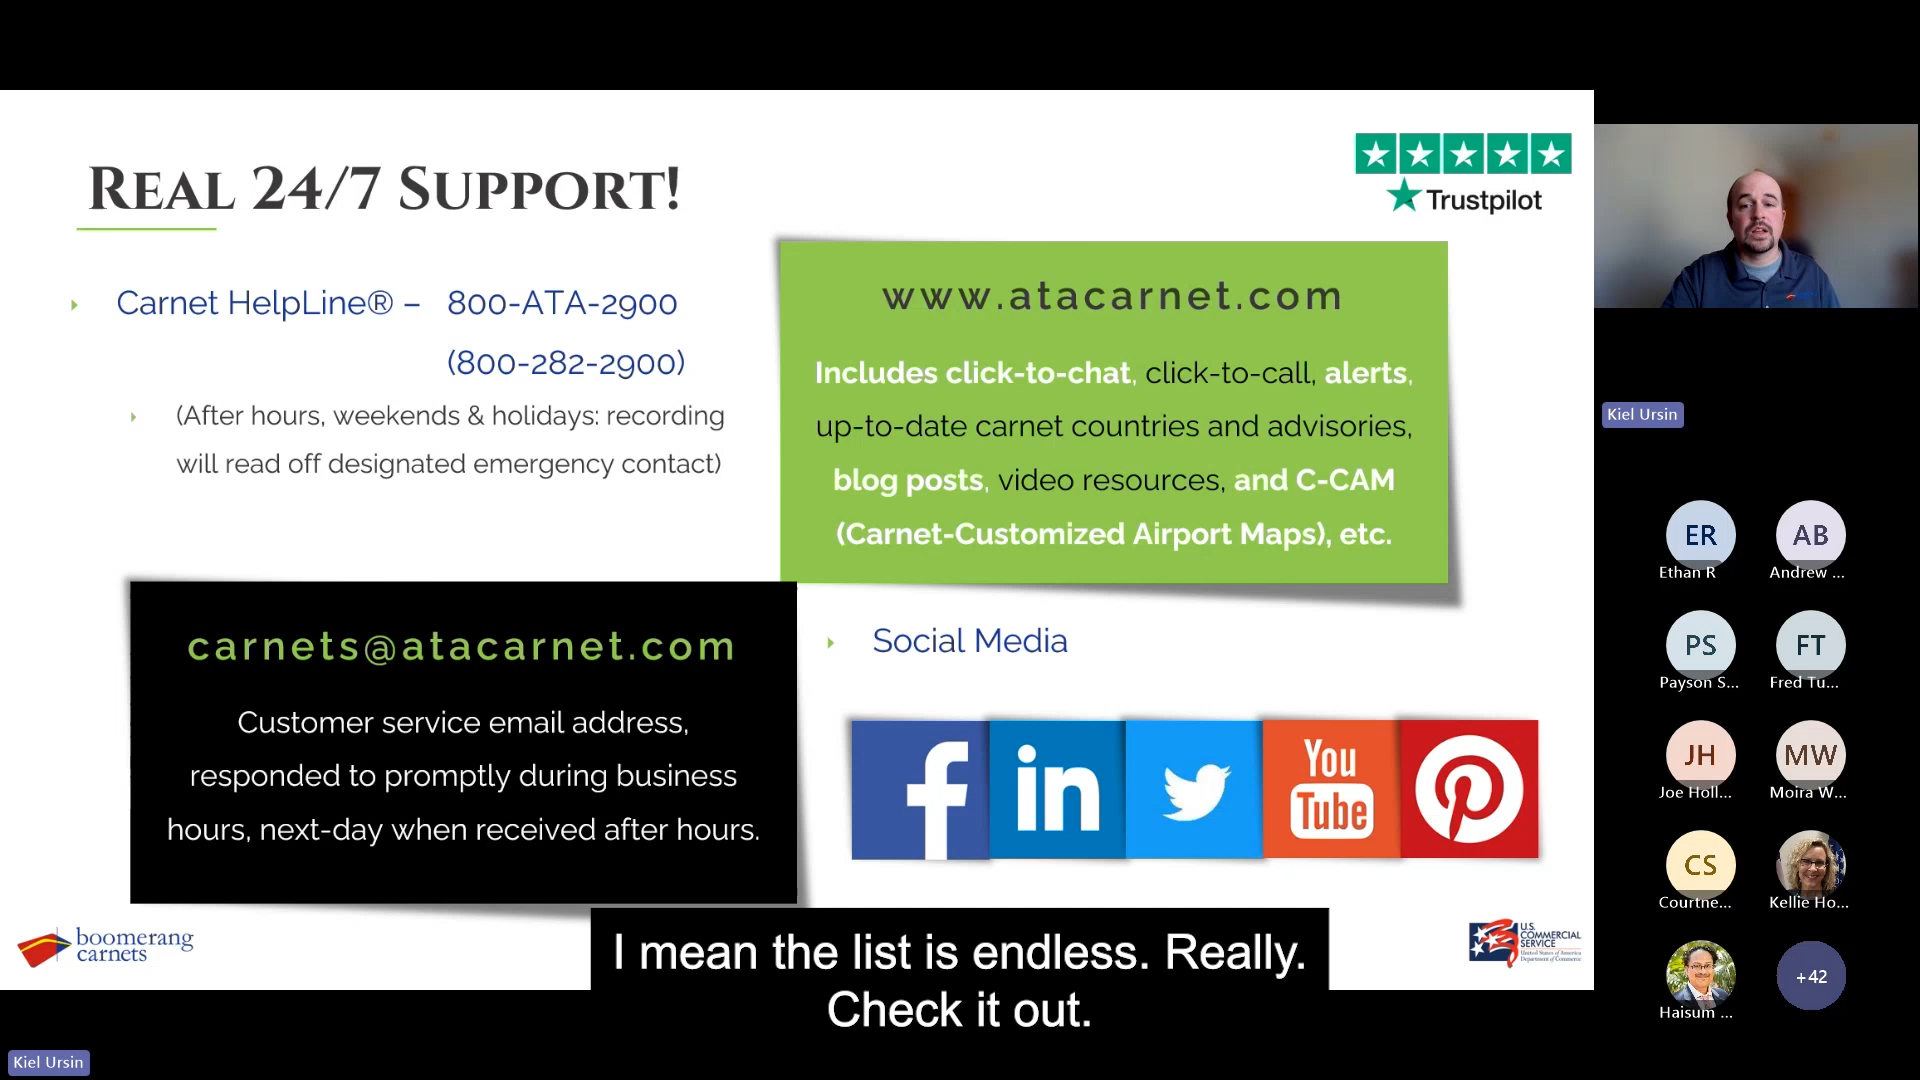 REAL 24/7 SUPPORT!
Trustpilot
Carnet HelpLine® – 800-ATA-2900
(800-282-2900)
(After hours, weekends & holidays: recording
will read off designated emergency contact)
www.atacarnet.com
Includes click-to-chat, click-to-call, alerts,
up-to-date carnet countries and advisories,
blog posts, video resources, and C-CAM
(Carnet-Customized Airport Maps), etc.
carnets@atacarnet.com
Customer service email address,
responded to promptly during business
hours, next-day when received after hours.
Social Media
f
in
You
Tube
boomerang
carnets
U.S.
COMMERCIAL
SERVICE
United States of America
Department of Commerce
I mean the list is endless. Really.
Check it out.
Kiel Ursin
Kiel Ursin
ER
AB
Ethan R
Andrew ...
PS
FT
Payson S...
Fred Tu...
JH
MW
Joe Holl...
Moira W...
CS
Courtne...
Kellie Ho...
+42
Haisum ...